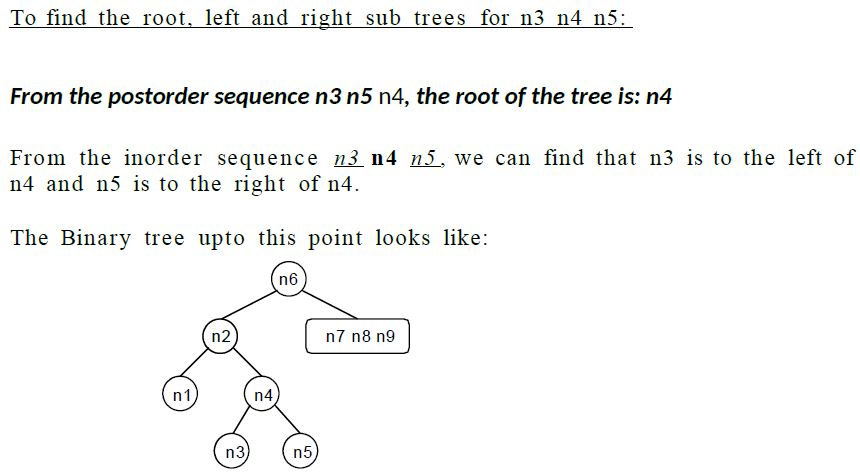 To find the root, left and right sub trees for n3 n4 n5:
From the postorder sequence n3 n5 n4, the root of the tree is: n4
From the inorder sequence n3 n4 n5, we can find that n3 is to the left of
n4 and n5 is to the right of n4.
The Binary tree upto this point looks like:
n6
n2
n7 n8 n9
n1
n4
n3
n5